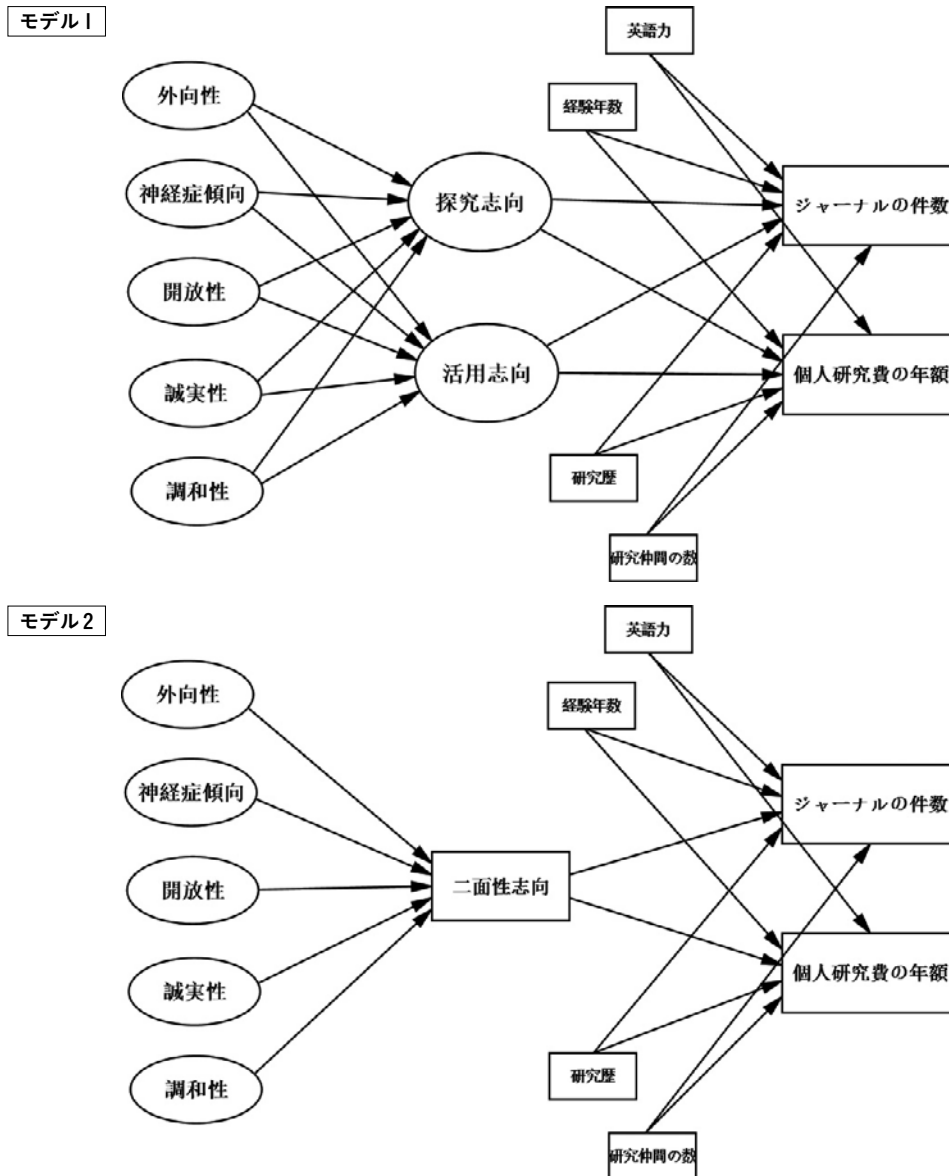 モデル1
英語力
外向性
経験年数
神経症傾向
探究志向
ジャーナルの件数
開放性
誠実性
活用志向
個人研究費の年額
調和性
研究歴
研究仲間の数
モデル2
英語力
外向性
経験年数
神経症傾向
ジャーナルの件数
開放性
二面性志向
誠実性
個人研究費の年額
調和性
研究歴
研究仲間の数